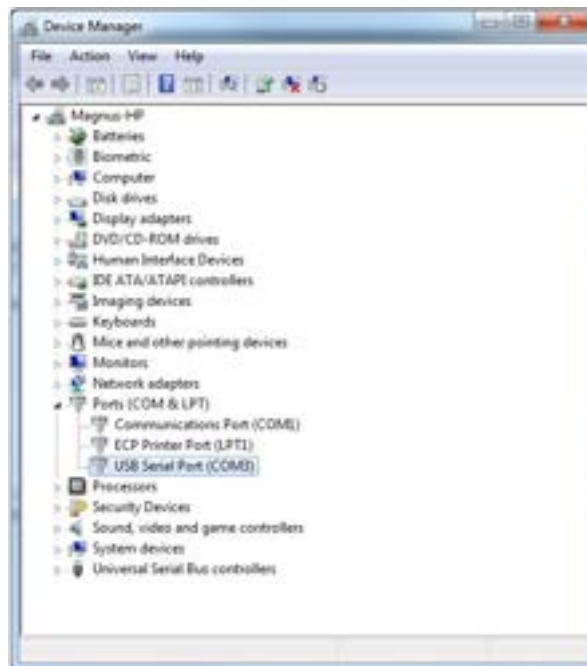 Device Manager
File Action View Help
Magnus-HP
Batteries
Biometric
Computer
Disk drives
Display adapters
DVD/CD-ROM drives
Human Interface Devices
IDE ATA/ATAPI controllers
Imaging devices
Keyboards
Mice and other pointing devices
Monitors
Network adapters
Ports (COM & LPT)
Communications Port (COM1)
ECP Printer Port (LPT1)
USB Serial Port (COM3)
Processors
Security Devices
Sound, video and game controllers
System devices
Universal Serial Bus controllers